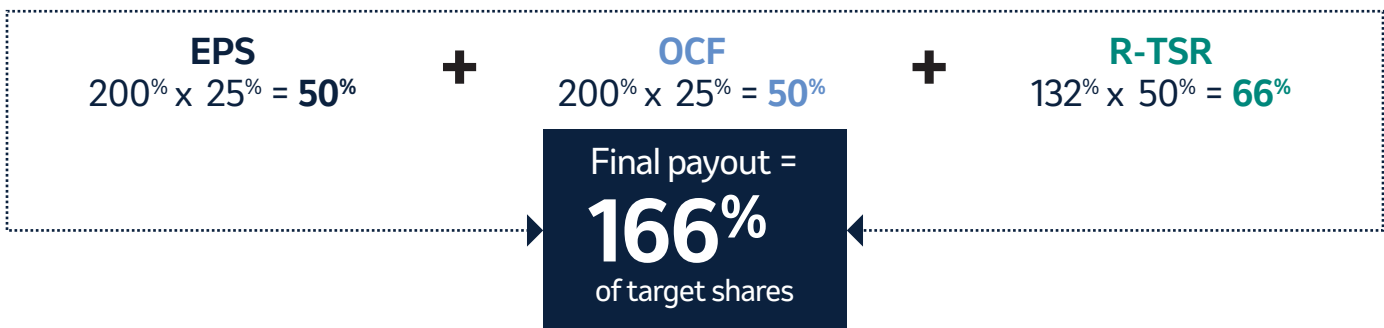 EPS
200% x 25% = 50%
+
OCF
200% x 25% = 50%
+
R-TSR
132% x 50% = 66%
Final payout =
166%
of target shares